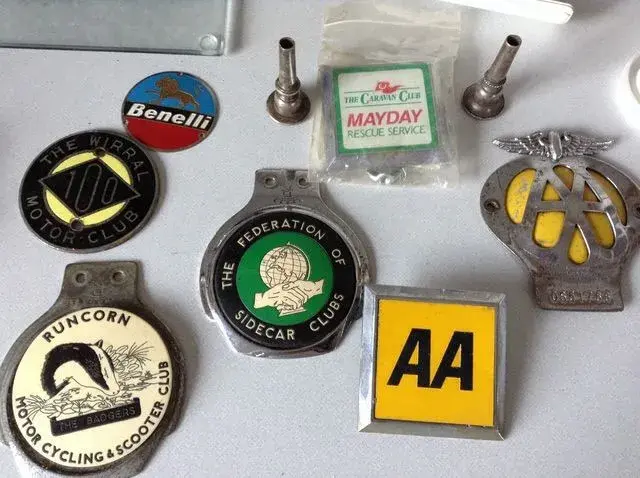 Benelli
THE CARAVAN CLUB
MAYDAY
RESCUE SERVICE
THE WIRRAL
100
MOTOR · CLUB
AA
THE FEDERATION OF
SIDECAR CLUBS
RUNCORN
THE BADGERS
MOTOR CYCLING & SCOOTER CLUB
AA